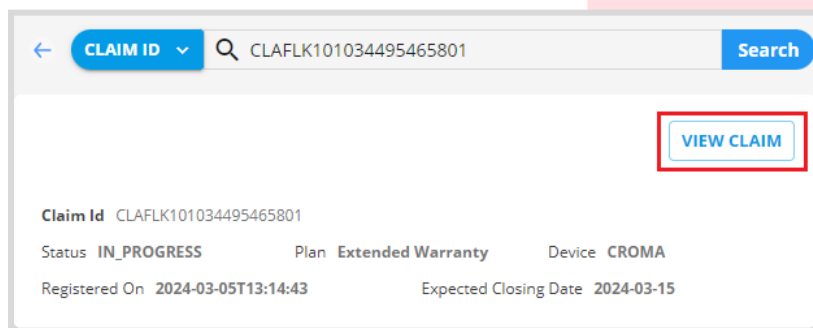 CLAIM ID CLAFLK101034495465801 Search
VIEW CLAIM
Claim Id CLAFLK101034495465801
Status IN_PROGRESS Plan Extended Warranty Device CROMA
Registered On 2024-03-05T13:14:43 Expected Closing Date 2024-03-15